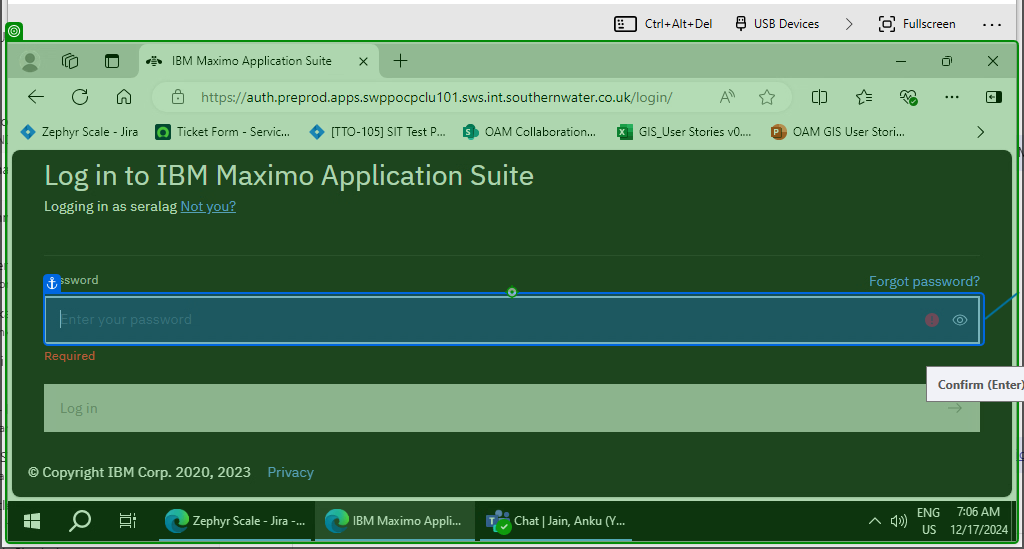 Ctrl+Alt+Del USB Devices Fullscreen
IBM Maximo Application Suite
https://auth.preprod.apps.swppocpclu101.sws.int.southernwater.co.uk/login/
Zephyr Scale - Jira Ticket Form - Servic... [TTO-105] SIT Test P... OAM Collaboration... GIS_User Stories v0.... OAM GIS User Stori...
Log in to IBM Maximo Application Suite
Logging in as seralag Not you?
ssword Forgot password?
Enter your password
Required
Confirm (Enter)
Log in
© Copyright IBM Corp. 2020, 2023 Privacy
Zephyr Scale - Jira -... IBM Maximo Appli... Chat | Jain, Anku (Y... ENG 7:06 AM
US 12/17/2024